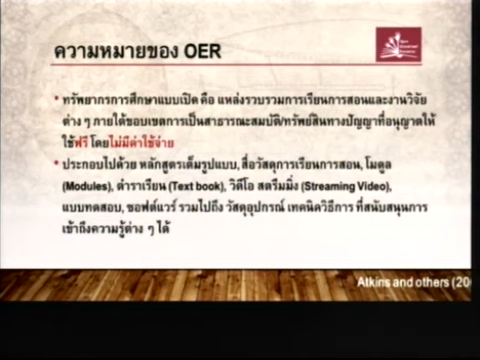 ความหมายของ OER
• ทรัพยากรการศึกษาแบบเปิด คือ แหล่งรวบรวมการเรียนการสอนและงานวิจัย
ต่าง ๆ ภายใต้ขอบเขตการเป็นสาธารณะสมบัติ/ทรัพย์สินทางปัญญาที่อนุญาตให้
ใช้ฟรี โดยไม่มีค่าใช้จ่าย
• ประกอบไปด้วย หลักสูตรเต็มรูปแบบ, สื่อวัสดุการเรียนการสอน, โมดูล
(Modules), ตำราเรียน (Text book), วิดีโอ สตรีมมิ่ง (Streaming Video),
แบบทดสอบ, ซอฟต์แวร์ รวมไปถึง วัสดุอุปกรณ์ เทคนิควิธีการ ที่สนับสนุนการ
เข้าถึงความรู้ต่าง ๆ ได้
Atkins and others (20